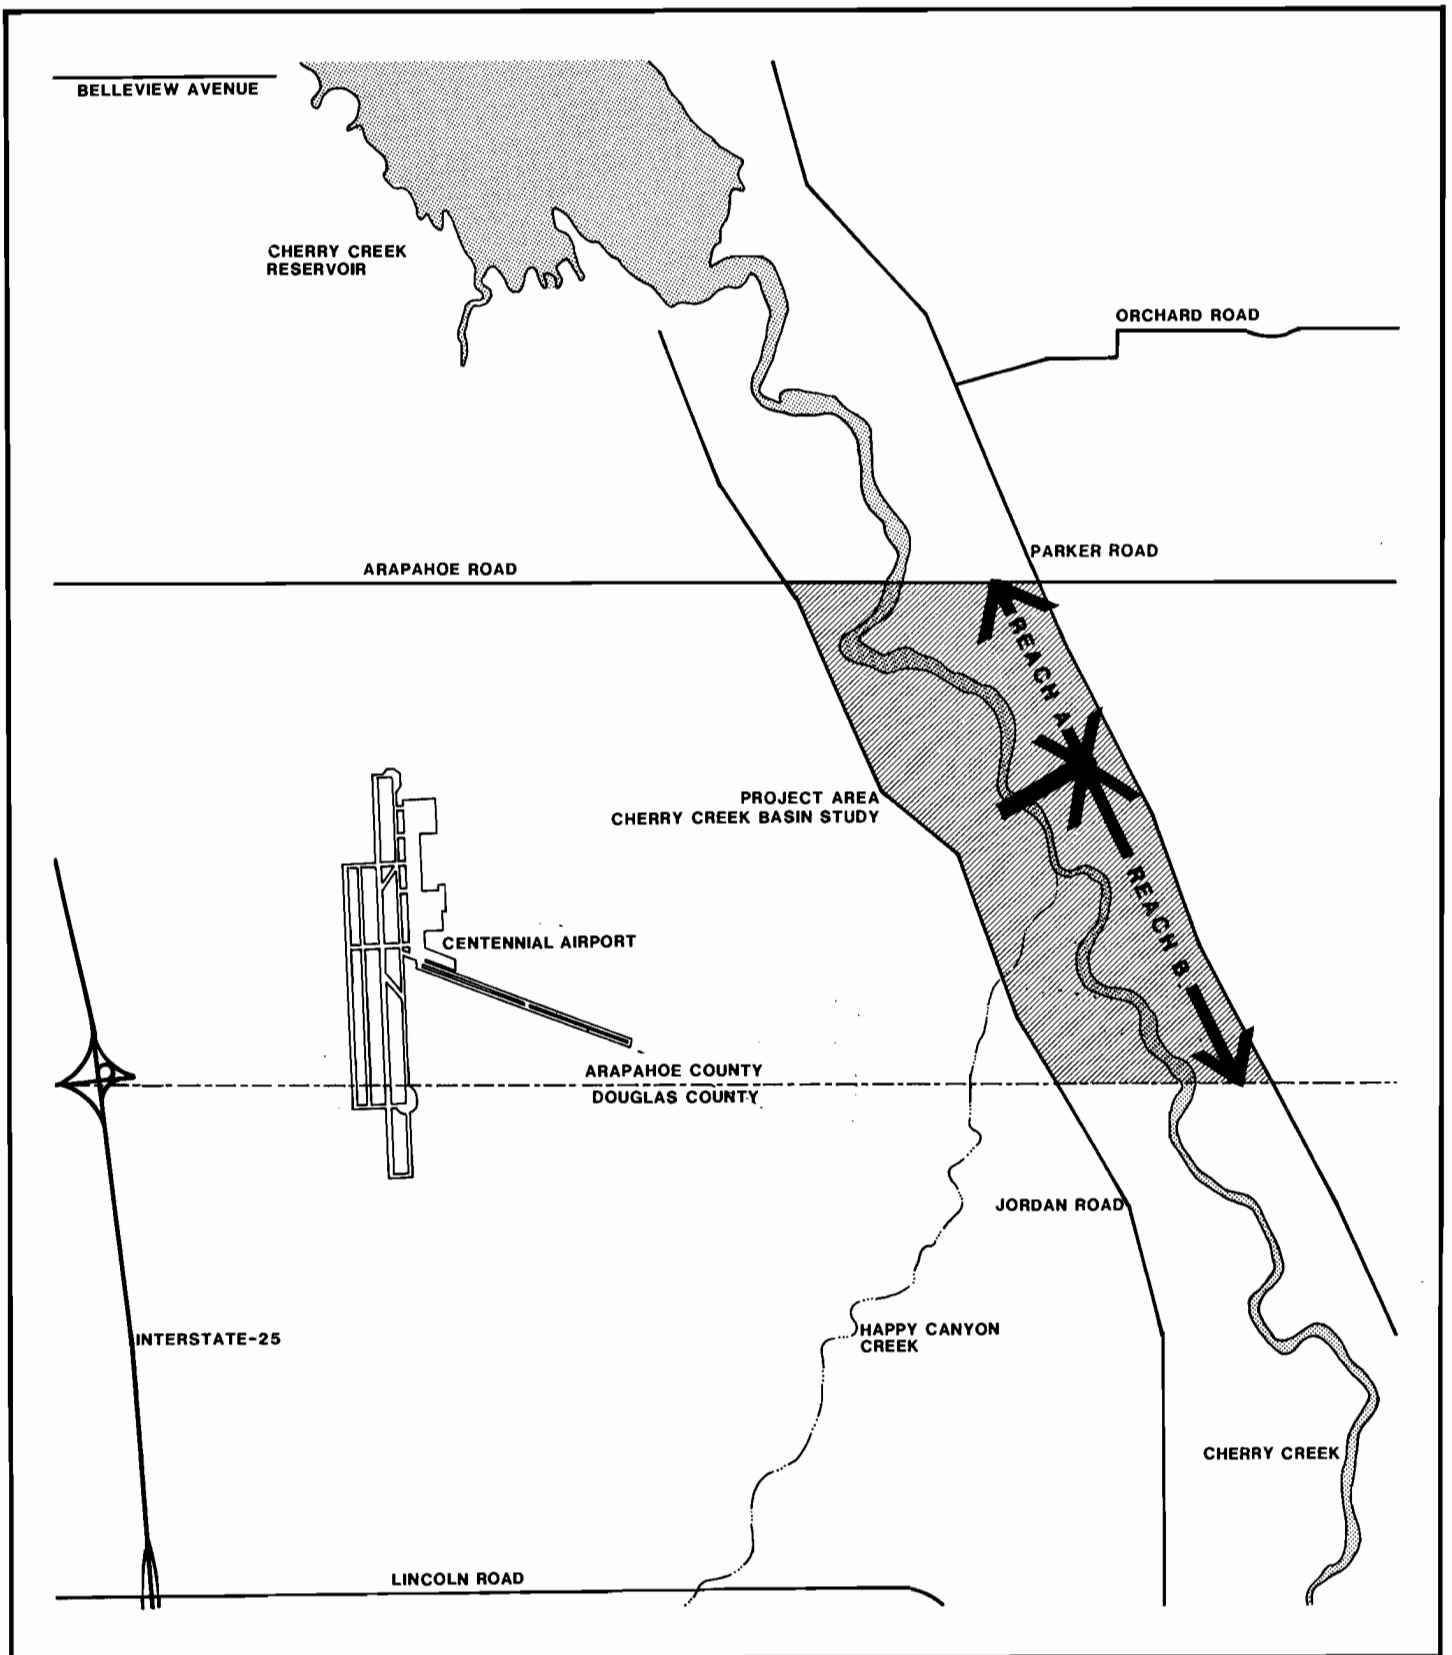 BELLEVIEW AVENUE
CHERRY CREEK
RESERVOIR
ORCHARD ROAD
PARKER ROAD
ARAPAHOE ROAD
REACH A
PROJECT AREA
CHERRY CREEK BASIN STUDY
REACH B
CENTENNIAL AIRPORT
ARAPAHOE COUNTY
DOUGLAS COUNTY
JORDAN ROAD
HAPPY CANYON
CREEK
INTERSTATE-25
CHERRY CREEK
LINCOLN ROAD